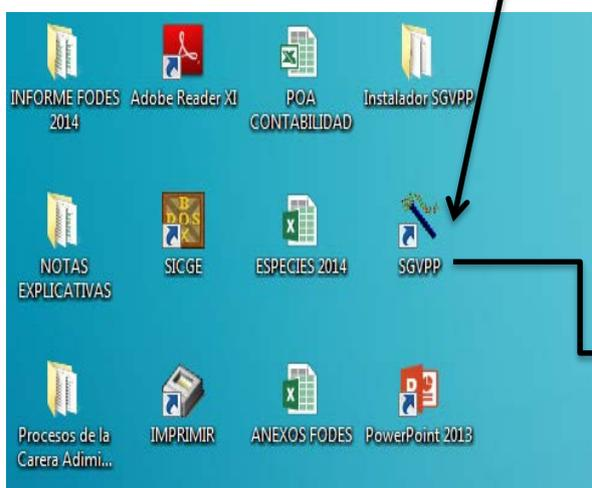 INFORME FODES
2014
Adobe Reader XI
POA
CONTABILIDAD
Instalador SGVPP
NOTAS
EXPLICATIVAS
B
DOS
X
SICGE
ESPECIES 2014
SGVPP
Procesos de la
Carera Adimi...
IMPRIMIR
ANEXOS FODES
PowerPoint 2013